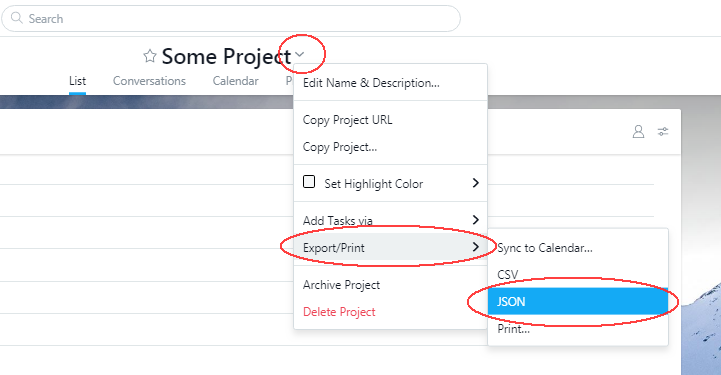 Search
Some Project
List Conversations Calendar P
Edit Name & Description...
Copy Project URL
Copy Project...
Set Highlight Color
Add Tasks via
Export/Print
Sync to Calendar...
CSV
Archive Project
JSON
Delete Project
Print...